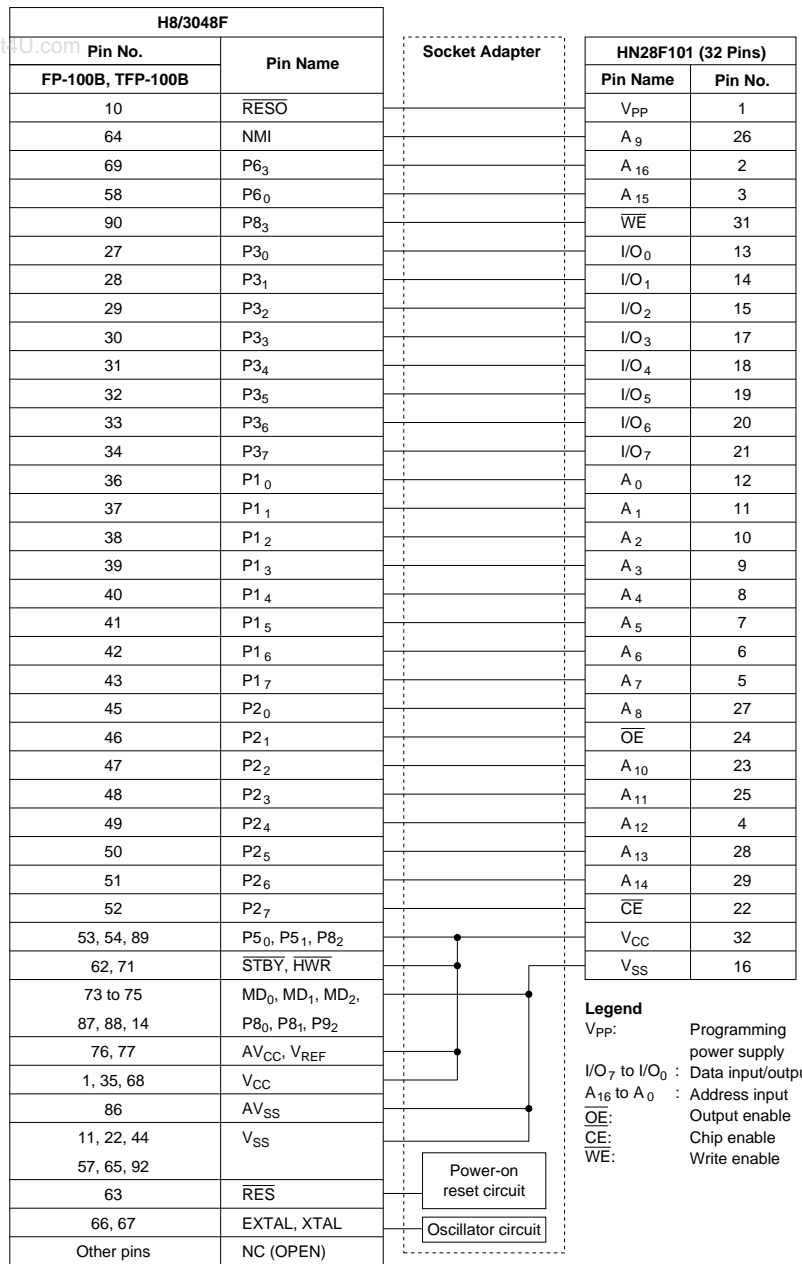 H8/3048F
t4U.com
Pin No. Pin Name Socket Adapter HN28F101 (32 Pins)
FP-100B, TFP-100B Pin Name Pin No.
10 RESO VPP 1
64 NMI A9 26
69 P63 A16 2
58 P60 A15 3
90 P83 WE 31
27 P30 I/O0 13
28 P31 I/O1 14
29 P32 I/O2 15
30 P33 I/O3 17
31 P34 I/O4 18
32 P35 I/O5 19
33 P36 I/O6 20
34 P37 I/O7 21
36 P10 A0 12
37 P11 A1 11
38 P12 A2 10
39 P13 A3 9
40 P14 A4 8
41 P15 A5 7
42 P16 A6 6
43 P17 A7 5
45 P20 A8 27
46 P21 OE 24
47 P22 A10 23
48 P23 A11 25
49 P24 A12 4
50 P25 A13 28
51 P26 A14 29
52 P27 CE 22
53, 54, 89 P50, P51, P82 VCC 32
62, 71 STBY, HWR VSS 16
73 to 75 MD0, MD1, MD2,
87, 88, 14 P80, P81, P92
76, 77 AVCC, VREF
1, 35, 68 VCC
86 AVSS
11, 22, 44 VSS
57, 65, 92
63 RES
66, 67 EXTAL, XTAL
Other pins NC (OPEN)
Power-on
reset circuit
Oscillator circuit
Legend
VPP: Programming
power supply
I/O7 to I/O0 : Data input/outpu
A16 to A0 : Address input
OE: Output enable
CE: Chip enable
WE: Write enable